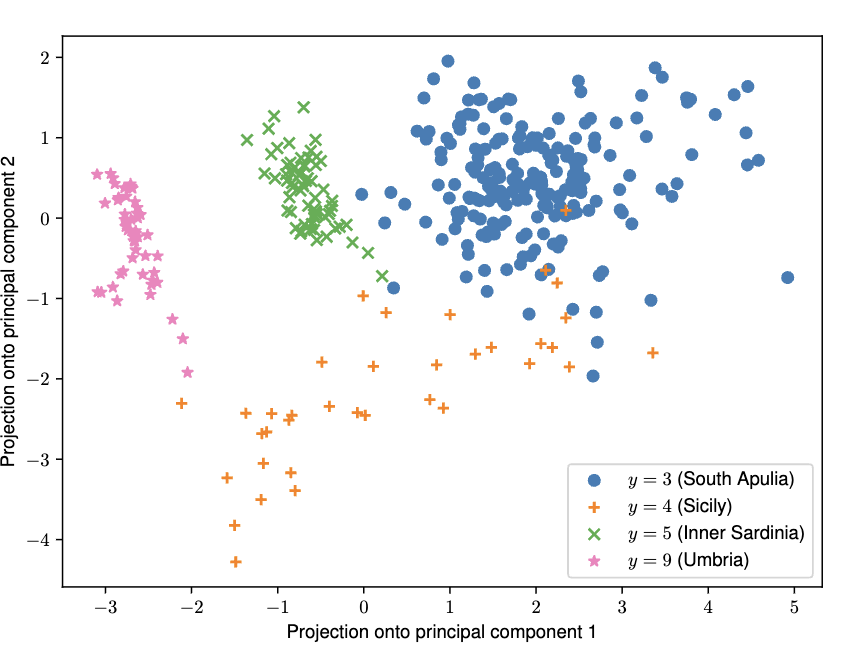 Projection onto principal component 2
2
1
0
−1
−2
−3
−4
y = 3 (South Apulia)
y = 4 (Sicily)
y = 5 (Inner Sardinia)
y = 9 (Umbria)
−3 −2 −1 0 1 2 3 4 5
Projection onto principal component 1